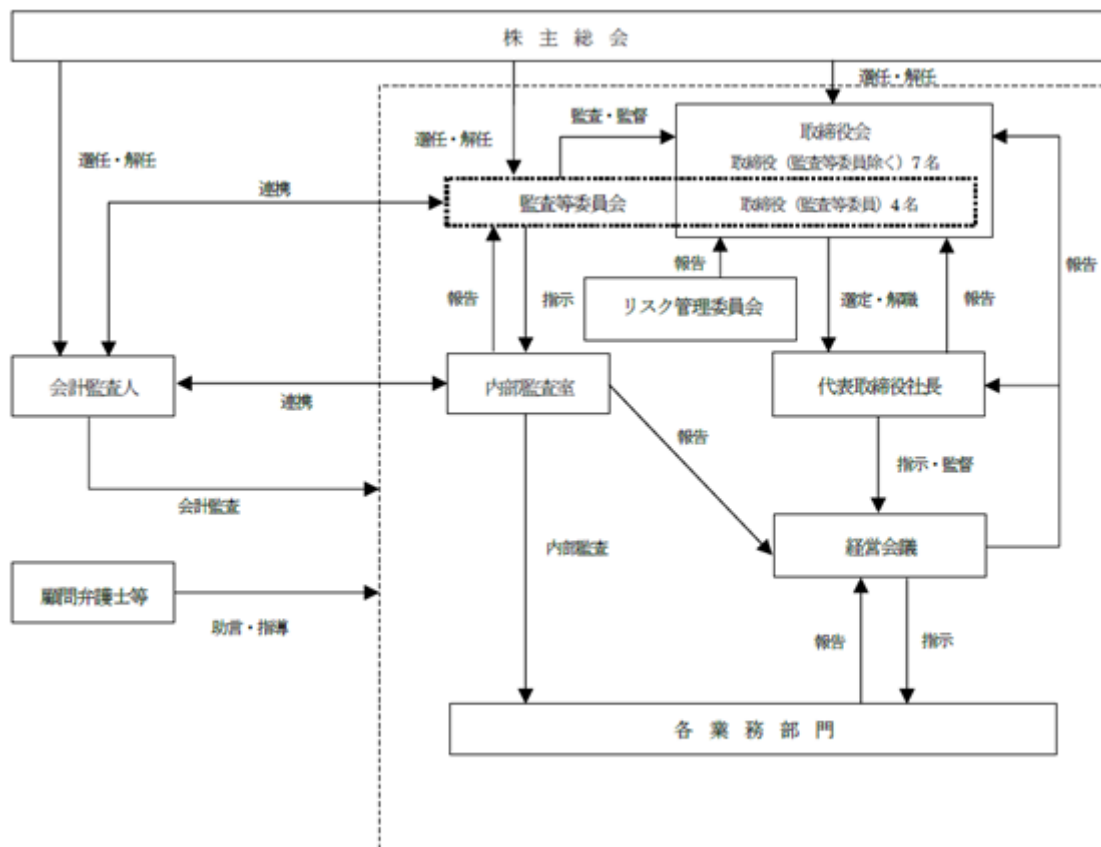 株 主 総 会
選任・解任
監査・監督
取締役会
選任・解任
選任・解任
取締役（監査等委員除く）７名
連携
監査等委員会
取締役（監査等委員）４名
報告
報告
報告
指示
リスク管理委員会
選定・解職
報告
会計監査人
内部監査室
代表取締役社長
連携
報告
指示・監督
会計監査
内部監査
経営会議
顧問弁護士等
助言・指導
報告
指示
各 業 務 部 門